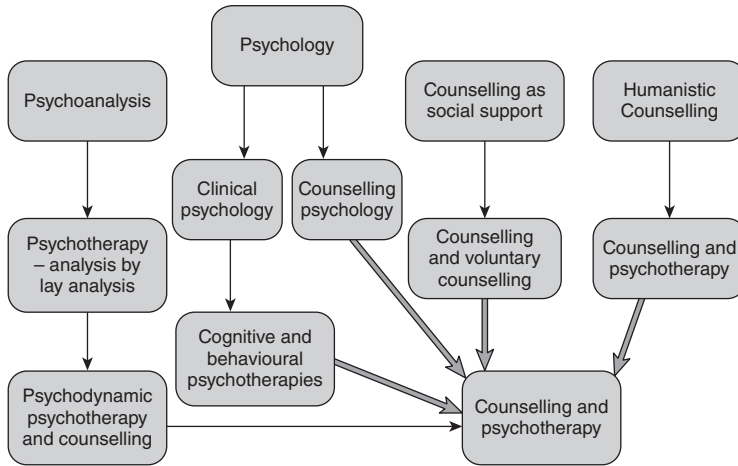 Psychology
Psychoanalysis
Counselling as
social support
Humanistic
Counselling
Clinical
psychology
Counselling
psychology
Psychotherapy
– analysis by
lay analysis
Counselling
and voluntary
counselling
Counselling and
psychotherapy
Cognitive and
behavioural
psychotherapies
Psychodynamic
psychotherapy
and counselling
Counselling and
psychotherapy